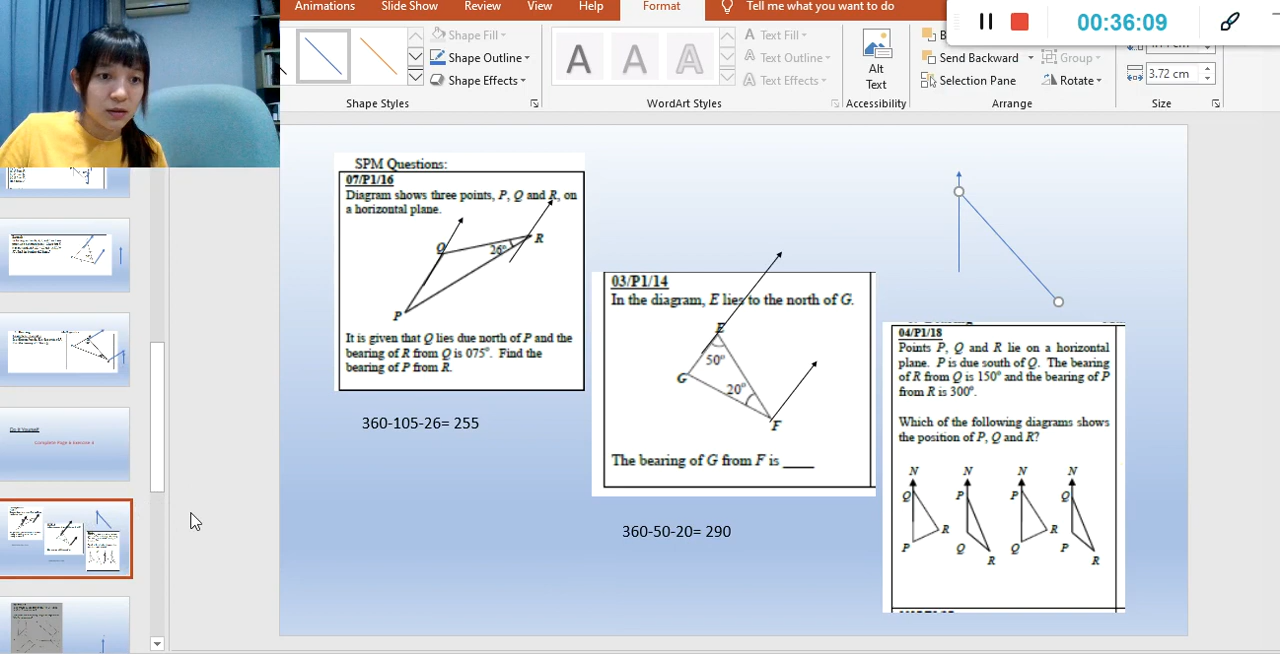 Animations Slide Show Review View Help Format Tell me what you want to do
00:36:09
Shape Fill
Shape Outline
Shape Effects
Shape Styles
A A A
A Text Fill
A Text Outline
A Text Effects
WordArt Styles
Alt
Text
Accessibility
Send Backward
Selection Pane
Group
Rotate
Arrange
3.72 cm
Size
SPM Questions:
07/P1/16
Diagram shows three points, P, Q and R, on
a horizontal plane.
Q
R
26°
P
It is given that Q lies due north of P and the
bearing of R from Q is 075°. Find the
bearing of P from R.
360-105-26= 255
03/P1/14
In the diagram, E lies to the north of G.
E
50°
G
20°
F
The bearing of G from F is ____
360-50-20= 290
04/P1/18
Points P, Q and R lie on a horizontal
plane. P is due south of Q. The bearing
of R from Q is 150° and the bearing of P
from R is 300°.
Which of the following diagrams shows
the position of P, Q and R?
N N N N
Q P P Q
R R
P Q Q P
R R
Do It Yourself